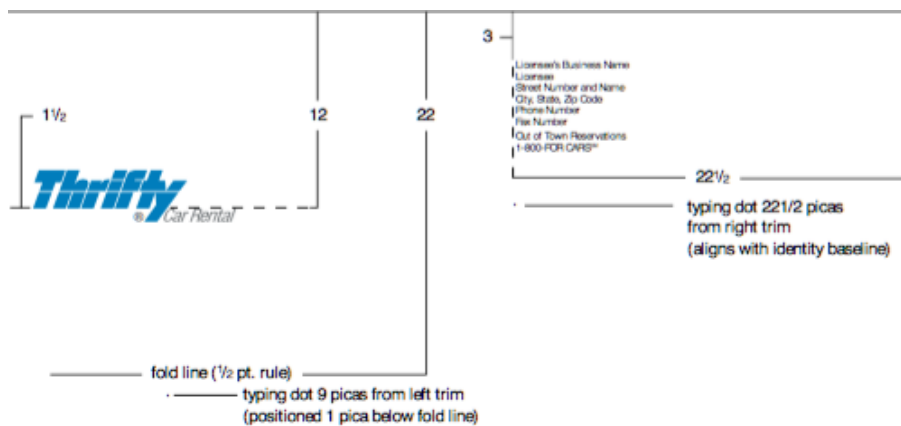 3
Licensee's Business Name
Licensee
Street Number and Name
City, State, Zip Code
Phone Number
Fax Number
Out of Town Reservations
1-800-FOR CARS℠
1½
12
22
Thrifty
® Car Rental
22½
typing dot 221/2 picas
from right trim
(aligns with identity baseline)
fold line (½ pt. rule)
typing dot 9 picas from left trim
(positioned 1 pica below fold line)